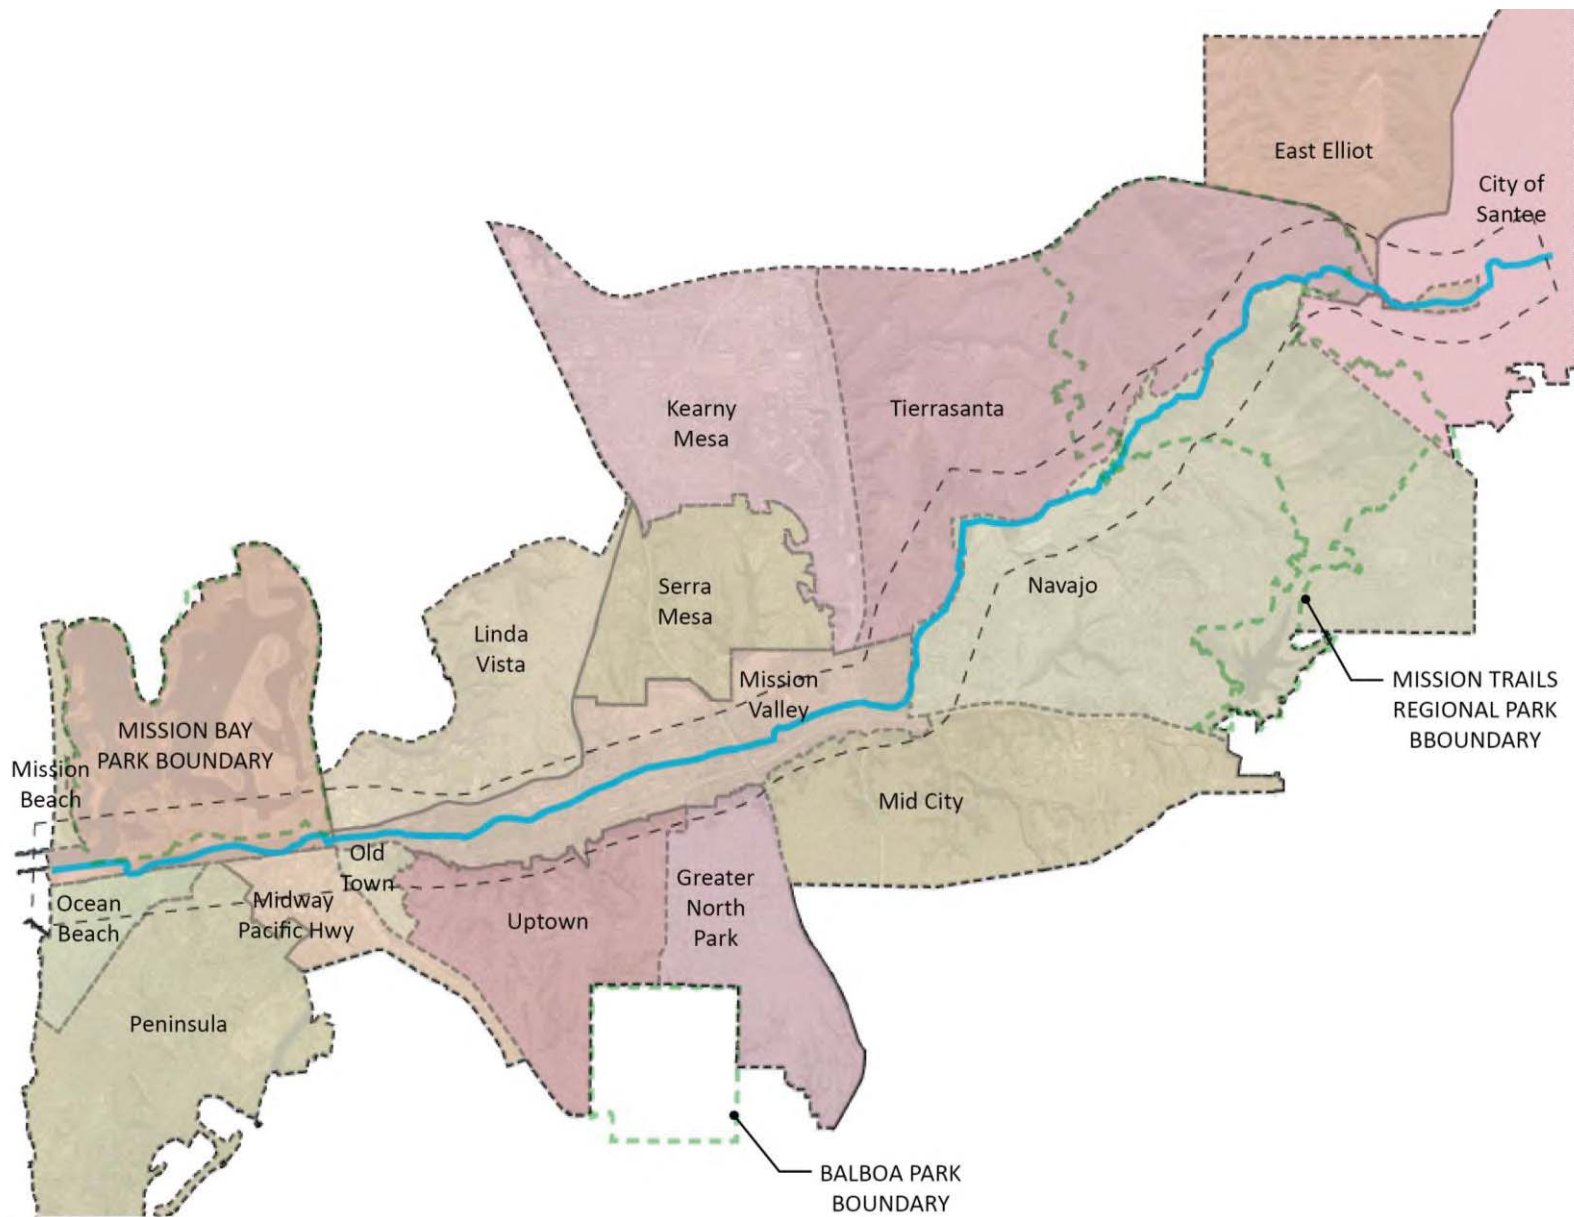 East Elliot
City of
Santee
Kearny
Mesa
Tierrasanta
Serra
Mesa
Navajo
Linda
Vista
Mission
Valley
MISSION TRAILS
REGIONAL PARK
BBOUNDARY
MISSION BAY
PARK BOUNDARY
Mission
Beach
Mid City
Old
Town
Greater
North
Park
Ocean
Beach
Midway
Pacific Hwy
Uptown
Peninsula
BALBOA PARK
BOUNDARY